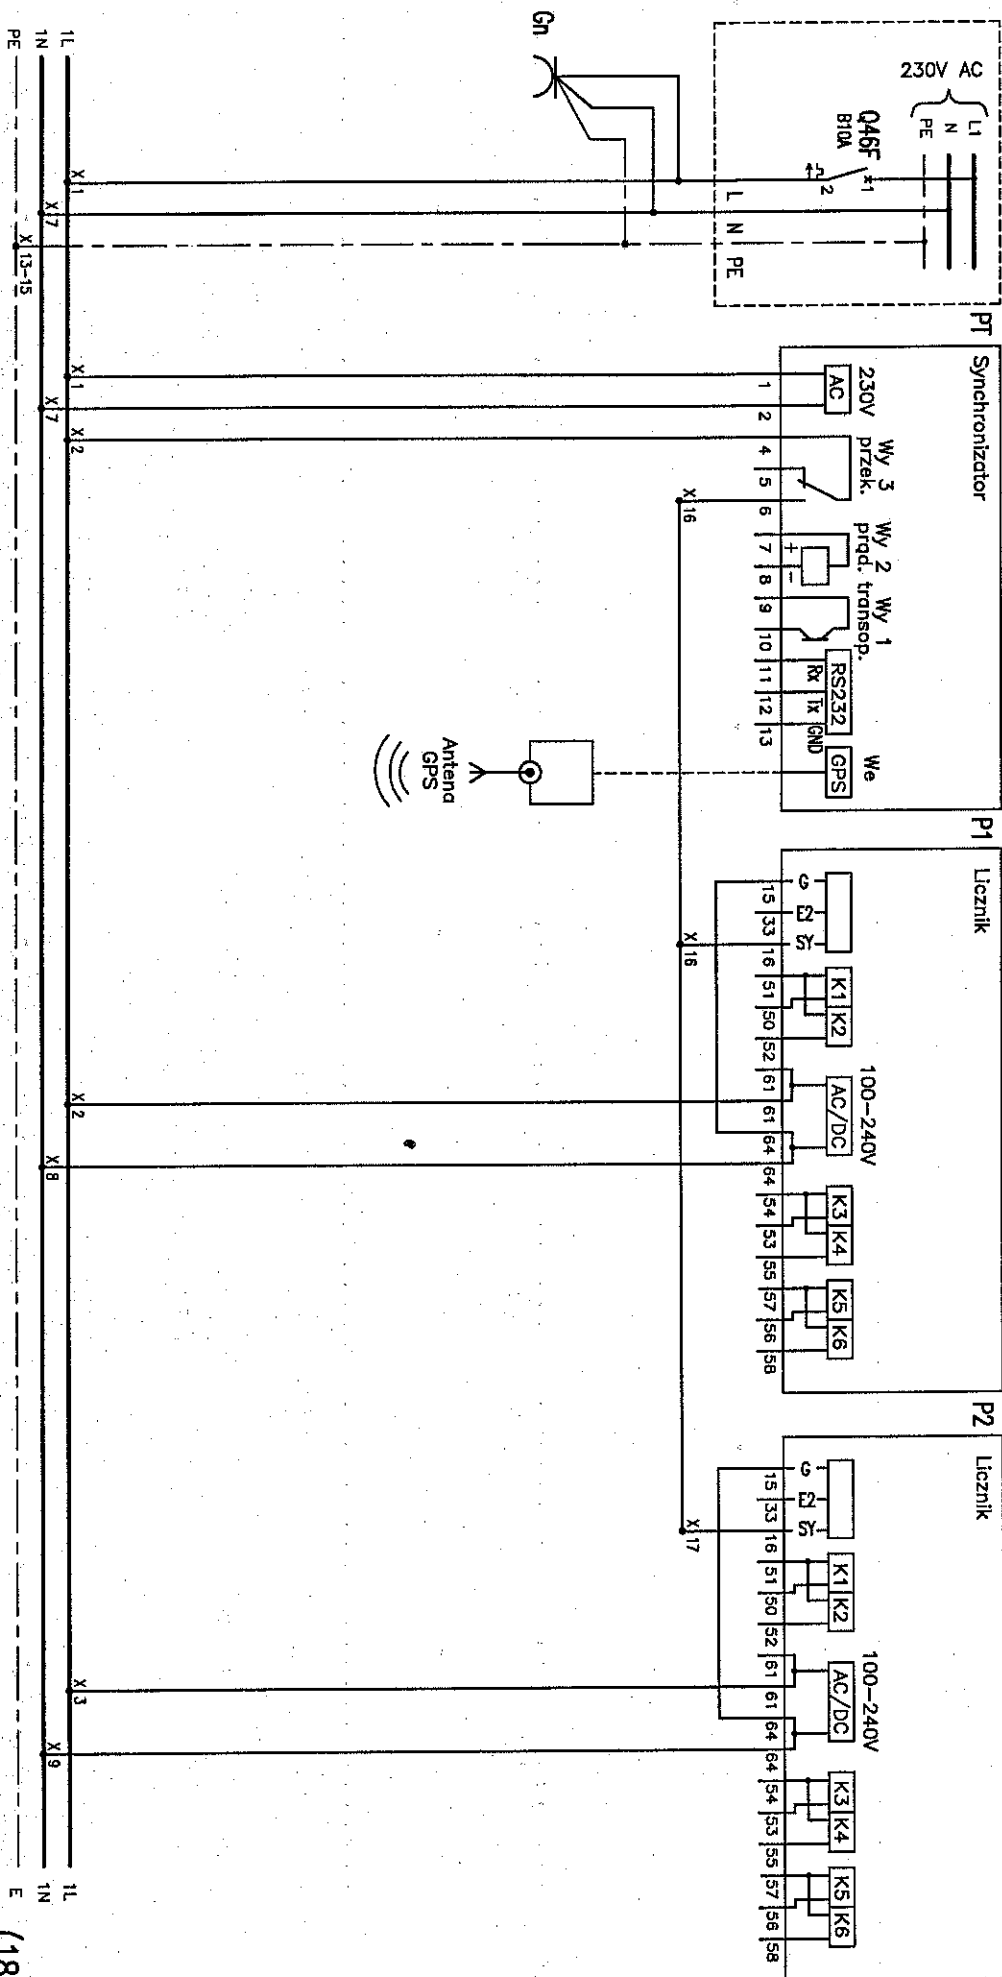 230V AC
L1
N
PE
Q46F
B10A
*1
2
L
N
PE
Gn
X 1
X 7
X 13-15
1L
1N
PE
PT
Synchronizator
230V
AC
Wy 3
przek.
Wy 2
prąd.
Wy 1
transop.
+
-
RS232
Rx
Tx
GND
We
GPS
1
2
4
5
6
7
8
9
10
11
12
13
X 1
X 7
X 2
X 16
Antena
GPS
P1
Licznik
G
E2
SY
K1
K2
100-240V
AC/DC
K3
K4
K5
K6
15
33
16
51
50
52
61
61
64
64
54
53
55
57
56
58
X 16
X 2
X 8
P2
Licznik
G
E2
SY
K1
K2
100-240V
AC/DC
K3
K4
K5
K6
15
33
16
51
50
52
61
61
64
64
54
53
55
57
56
58
X 17
X 3
X 9
1L
1N
E
(18